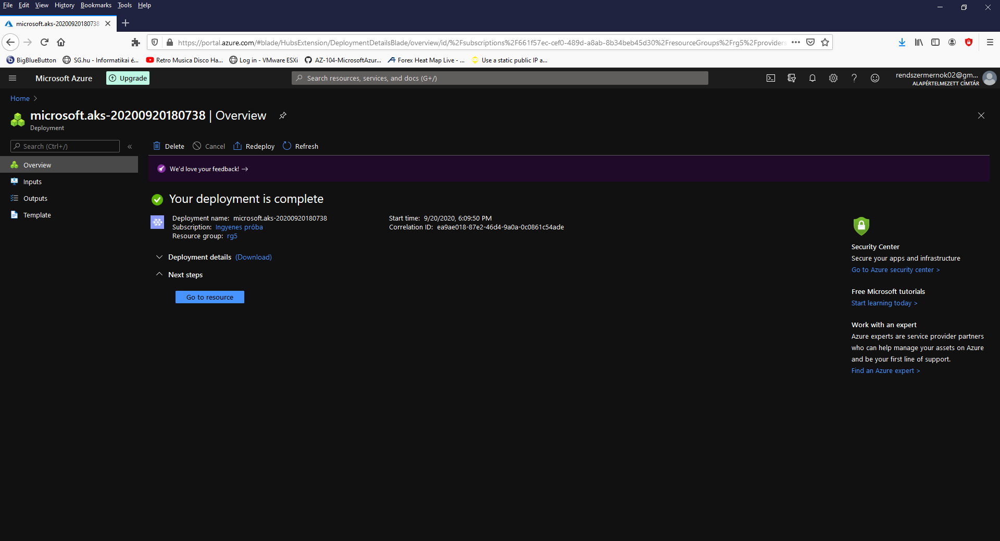 File Edit View History Bookmarks Tools Help
microsoft.aks-20200920180738
https://portal.azure.com/#blade/HubsExtension/DeploymentDetailsBlade/overview/id/%2Fsubscriptions%2F661f57ec-cef0-489d-a8ab-8b34beb45d30%2FresourceGroups%2Frg5%2Fproviders
BigBlueButton SG.hu - Informatikai é... Retro Musica Disco Ha... Log in - VMware ESXi AZ-104-MicrosoftAzur... Forex Heat Map Live - ... Use a static public IP a...
Microsoft Azure Upgrade Search resources, services, and docs (G+/) rendszermernok02@gm...
ALAPÉRTELMEZETT CÍMTÁR
Home >
microsoft.aks-20200920180738 | Overview
Deployment
Search (Ctrl+/) « Delete Cancel Redeploy Refresh
Overview
Inputs
Outputs
Template
We'd love your feedback! →
Your deployment is complete
Deployment name: microsoft.aks-20200920180738 Start time: 9/20/2020, 6:09:50 PM
Subscription: Ingyenes próba Correlation ID: ea9ae018-87e2-46d4-9a0a-0c0861c54ade
Resource group: rg5
Deployment details (Download)
Next steps
Go to resource
Security Center
Secure your apps and infrastructure
Go to Azure security center >
Free Microsoft tutorials
Start learning today >
Work with an expert
Azure experts are service provider partners
who can help manage your assets on Azure
and be your first line of support.
Find an Azure expert >